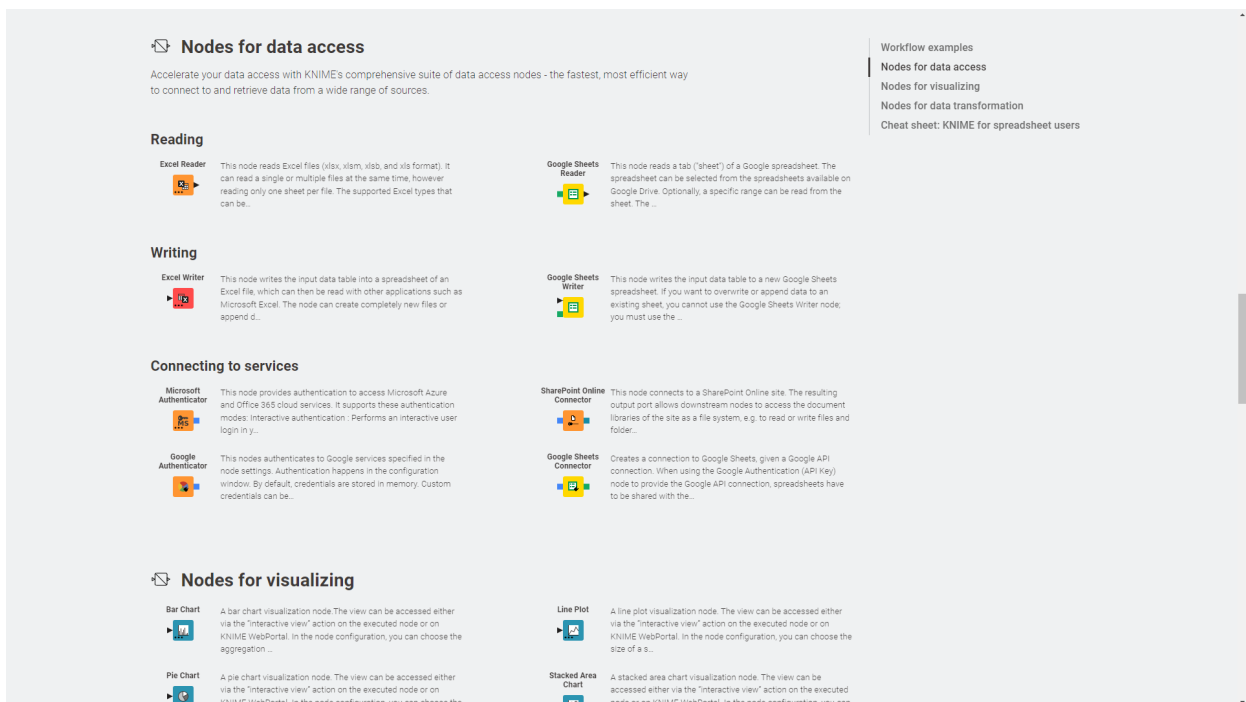 Nodes for data access
Accelerate your data access with KNIME's comprehensive suite of data access nodes - the fastest, most efficient way
to connect to and retrieve data from a wide range of sources.
Workflow examples
Nodes for data access
Nodes for visualizing
Nodes for data transformation
Cheat sheet: KNIME for spreadsheet users
Reading
Excel Reader
This node reads Excel files (xlsx, xlsm, xlsb, and xls format). It
can read a single or multiple files at the same time, however
reading only one sheet per file. The supported Excel types that
can be...
Google Sheets
Reader
This node reads a tab ("sheet") of a Google spreadsheet. The
spreadsheet can be selected from the spreadsheets available on
Google Drive. Optionally, a specific range can be read from the
sheet. The ...
Writing
Excel Writer
This node writes the input data table into a spreadsheet of an
Excel file, which can then be read with other applications such as
Microsoft Excel. The node can create completely new files or
append d...
Google Sheets
Writer
This node writes the input data table to a new Google Sheets
spreadsheet. If you want to overwrite or append data to an
existing sheet, you cannot use the Google Sheets Writer node;
you must use the ...
Connecting to services
Microsoft
Authenticator
MS
This node provides authentication to access Microsoft Azure
and Office 365 cloud services. It supports these authentication
modes: Interactive authentication : Performs an interactive user
login in y...
SharePoint Online
Connector
This node connects to a SharePoint Online site. The resulting
output port allows downstream nodes to access the document
libraries of the site as a file system, e.g. to read or write files and
folder...
Google
Authenticator
This nodes authenticates to Google services specified in the
node settings. Authentication happens in the configuration
window. By default, credentials are stored in memory. Custom
credentials can be...
Google Sheets
Connector
Creates a connection to Google Sheets, given a Google API
connection. When using the Google Authentication (API Key)
node to provide the Google API connection, spreadsheets have
to be shared with the...
Nodes for visualizing
Bar Chart
A bar chart visualization node.The view can be accessed either
via the "interactive view" action on the executed node or on
KNIME WebPortal. In the node configuration, you can choose the
aggregation ...
Line Plot
A line plot visualization node. The view can be accessed either
via the "interactive view" action on the executed node or on
KNIME WebPortal. In the node configuration, you can choose the
size of a s...
Pie Chart
A pie chart visualization node. The view can be accessed either
via the "interactive view" action on the executed node or on
KNIME WebPortal. In the node configuration, you can choose the
Stacked Area
Chart
A stacked area chart visualization node. The view can be
accessed either via the "interactive view" action on the executed
node or on KNIME WebPortal. In the node configuration, you can